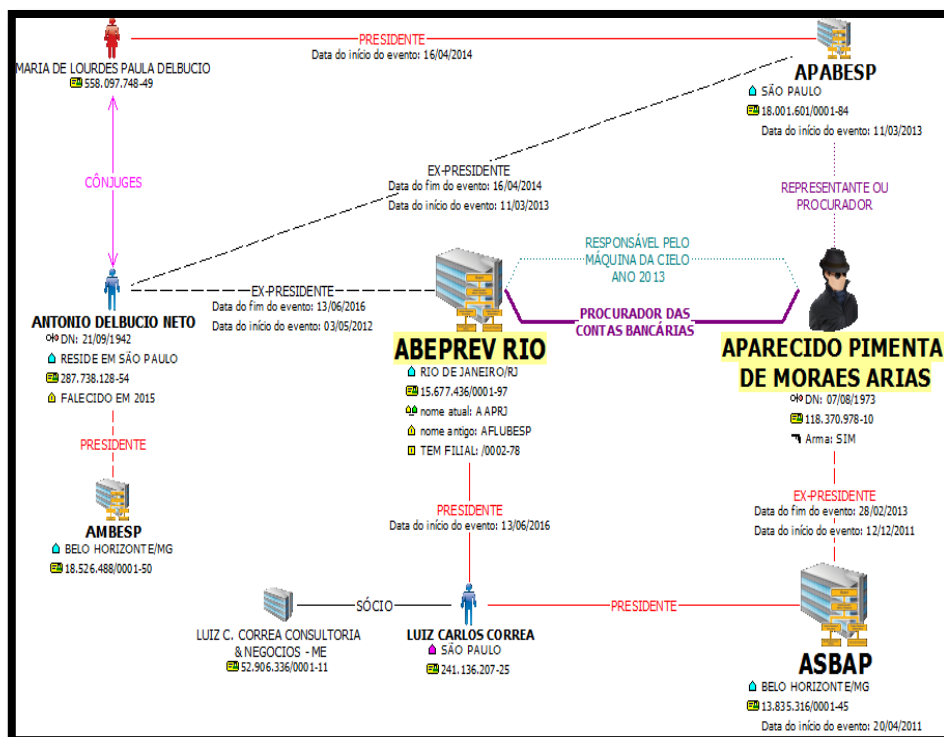 PRESIDENTE
Data do início do evento: 16/04/2014
MARIA DE LOURDES PAULA DELBUCIO
558.097.748-49
APABESP
SÃO PAULO
18.001.601/0001-84
Data do início do evento: 11/03/2013
CÔNJUGES
EX-PRESIDENTE
Data do fim do evento: 16/04/2014
Data do início do evento: 11/03/2013
REPRESENTANTE OU
PROCURADOR
RESPONSÁVEL PELO
MÁQUINA DA CIELO
ANO 2013
EX-PRESIDENTE
Data do fim do evento: 13/06/2016
Data do início do evento: 03/05/2012
PROCURADOR DAS
CONTAS BANCÁRIAS
ANTONIO DELBUCIO NETO
DN: 21/09/1942
RESIDE EM SÃO PAULO
287.738.128-54
FALECIDO EM 2015
ABEPREV RIO
RIO DE JANEIRO/RJ
15.677.436/0001-97
nome atual: AAPRJ
nome antigo: AFLUBESP
TEM FILIAL: /0002-78
APARECIDO PIMENTA
DE MORAES ARIAS
DN: 07/08/1973
118.370.978-10
Arma: SIM
PRESIDENTE
AMBESP
BELO HORIZONTE/MG
18.526.488/0001-50
PRESIDENTE
Data do início do evento: 13/06/2016
EX-PRESIDENTE
Data do fim do evento: 28/02/2013
Data do início do evento: 12/12/2011
SÓCIO
PRESIDENTE
LUIZ C. CORREA CONSULTORIA
& NEGOCIOS - ME
52.906.336/0001-11
LUIZ CARLOS CORREA
SÃO PAULO
241.136.207-25
ASBAP
BELO HORIZONTE/MG
13.835.316/0001-45
Data do início do evento: 20/04/2011